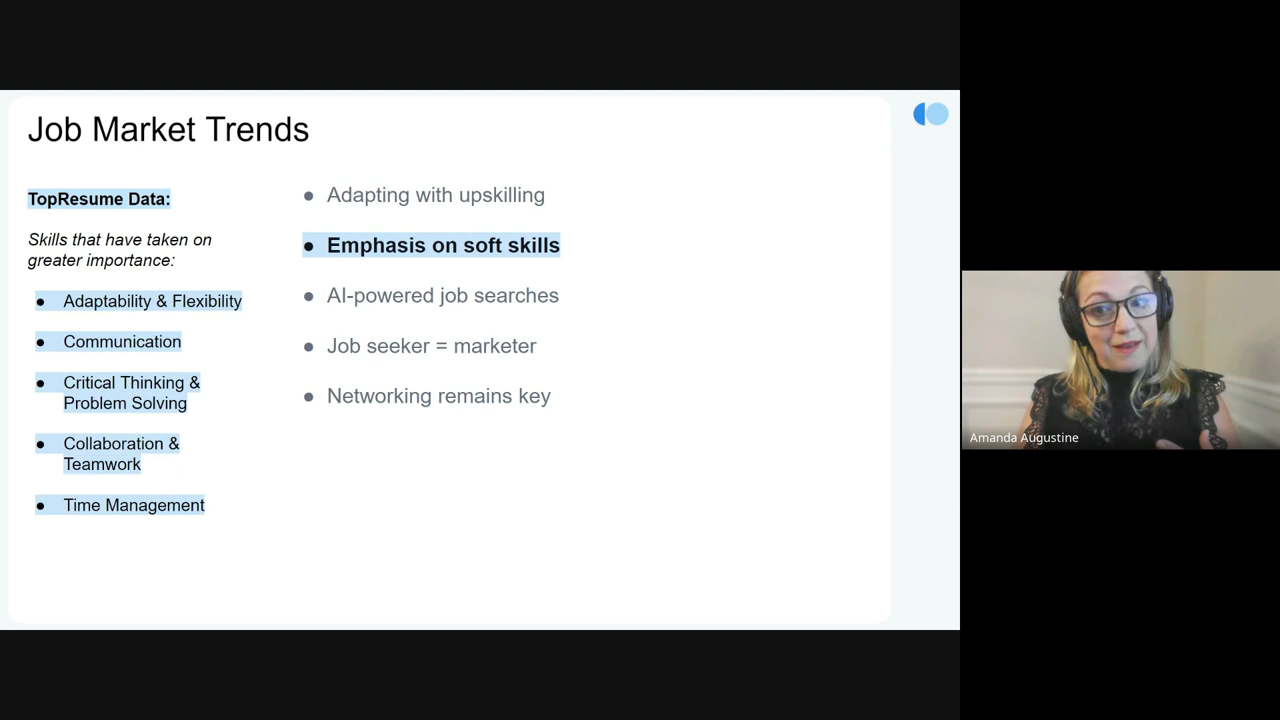 Job Market Trends
TopResume Data:
Skills that have taken on
greater importance:
● Adaptability & Flexibility
● Communication
● Critical Thinking &
Problem Solving
● Collaboration &
Teamwork
● Time Management
● Adapting with upskilling
● Emphasis on soft skills
● AI-powered job searches
● Job seeker = marketer
● Networking remains key
Amanda Augustine